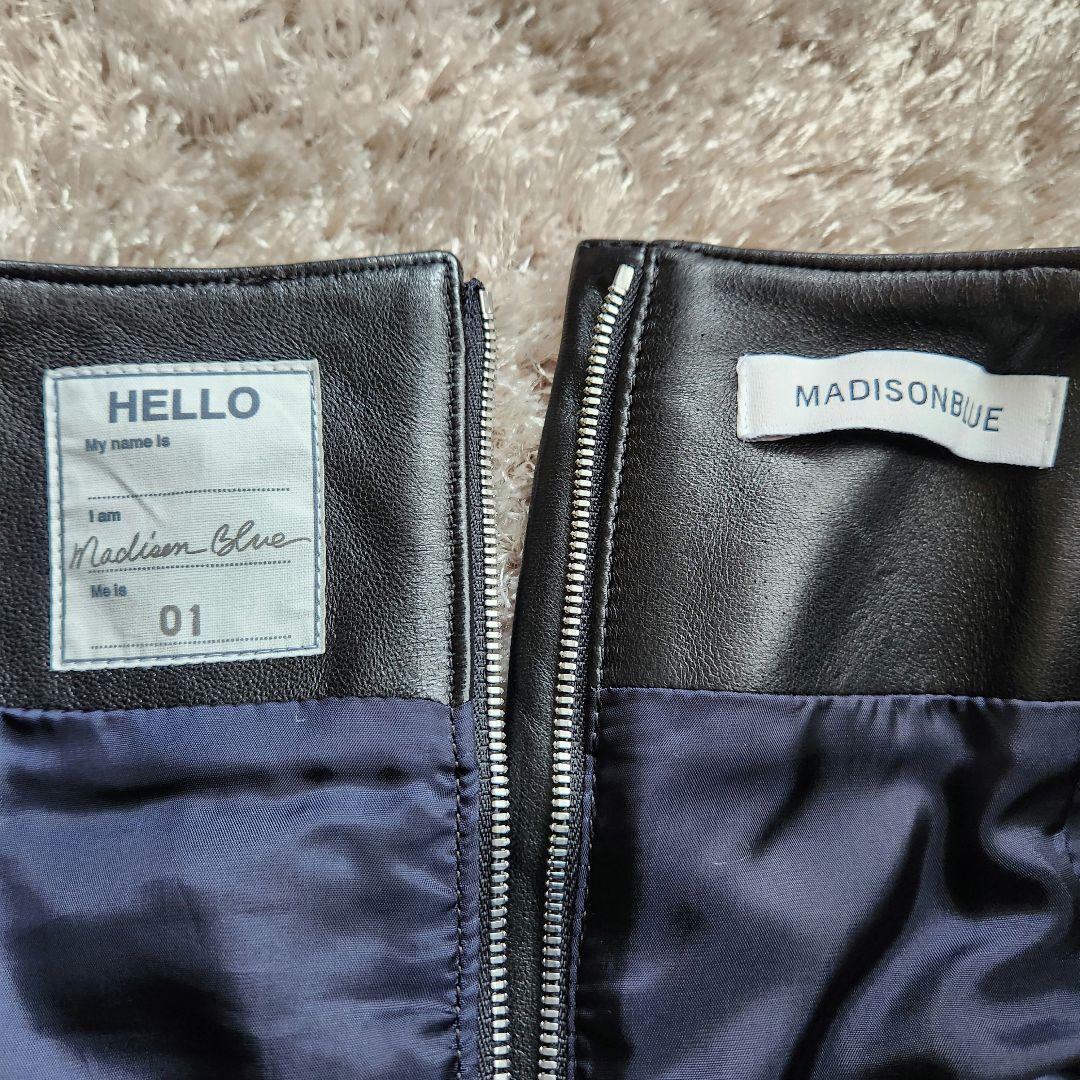 HELLO
My name is
I am
Madison Blue
Me is
01
MADISONBLUE